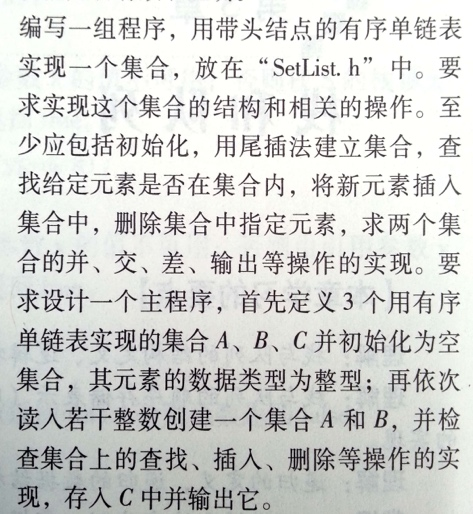 编写一组程序，用带头结点的有序单链表
实现一个集合，放在“SetList. h”中。要
求实现这个集合的结构和相关的操作。至
少应包括初始化，用尾插法建立集合，查
找给定元素是否在集合内，将新元素插入
集合中，删除集合中指定元素，求两个集
合的并、交、差、输出等操作的实现。要
求设计一个主程序，首先定义 3 个用有序
单链表实现的集合 A、B、C 并初始化为空
集合，其元素的数据类型为整型；再依次
读入若干整数创建一个集合 A 和 B，并检
查集合上的查找、插入、删除等操作的实
现，存入 C 中并输出它。